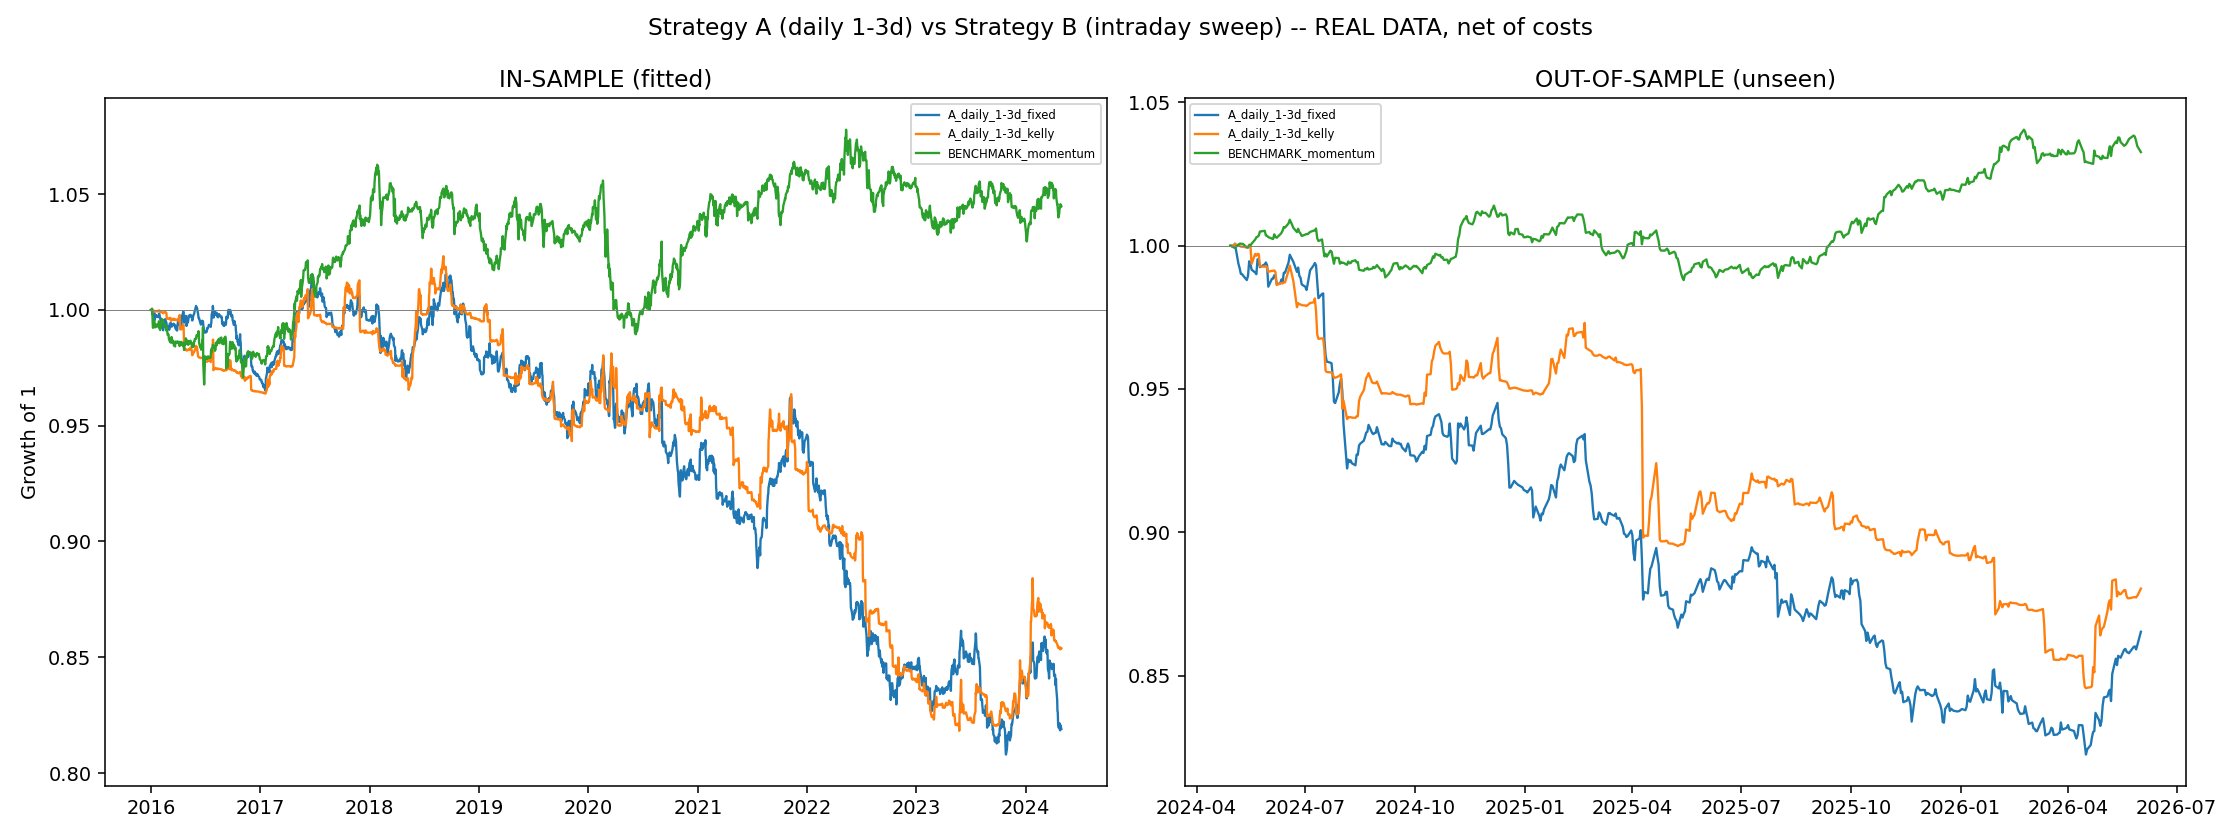 Strategy A (daily 1-3d) vs Strategy B (intraday sweep) -- REAL DATA, net of costs
IN-SAMPLE (fitted)
A_daily_1-3d_fixed
A_daily_1-3d_kelly
BENCHMARK_momentum
Growth of 1
1.05
1.00
0.95
0.90
0.85
0.80
2016 2017 2018 2019 2020 2021 2022 2023 2024
OUT-OF-SAMPLE (unseen)
A_daily_1-3d_fixed
A_daily_1-3d_kelly
BENCHMARK_momentum
1.05
1.00
0.95
0.90
0.85
2024-04 2024-07 2024-10 2025-01 2025-04 2025-07 2025-10 2026-01 2026-04 2026-07